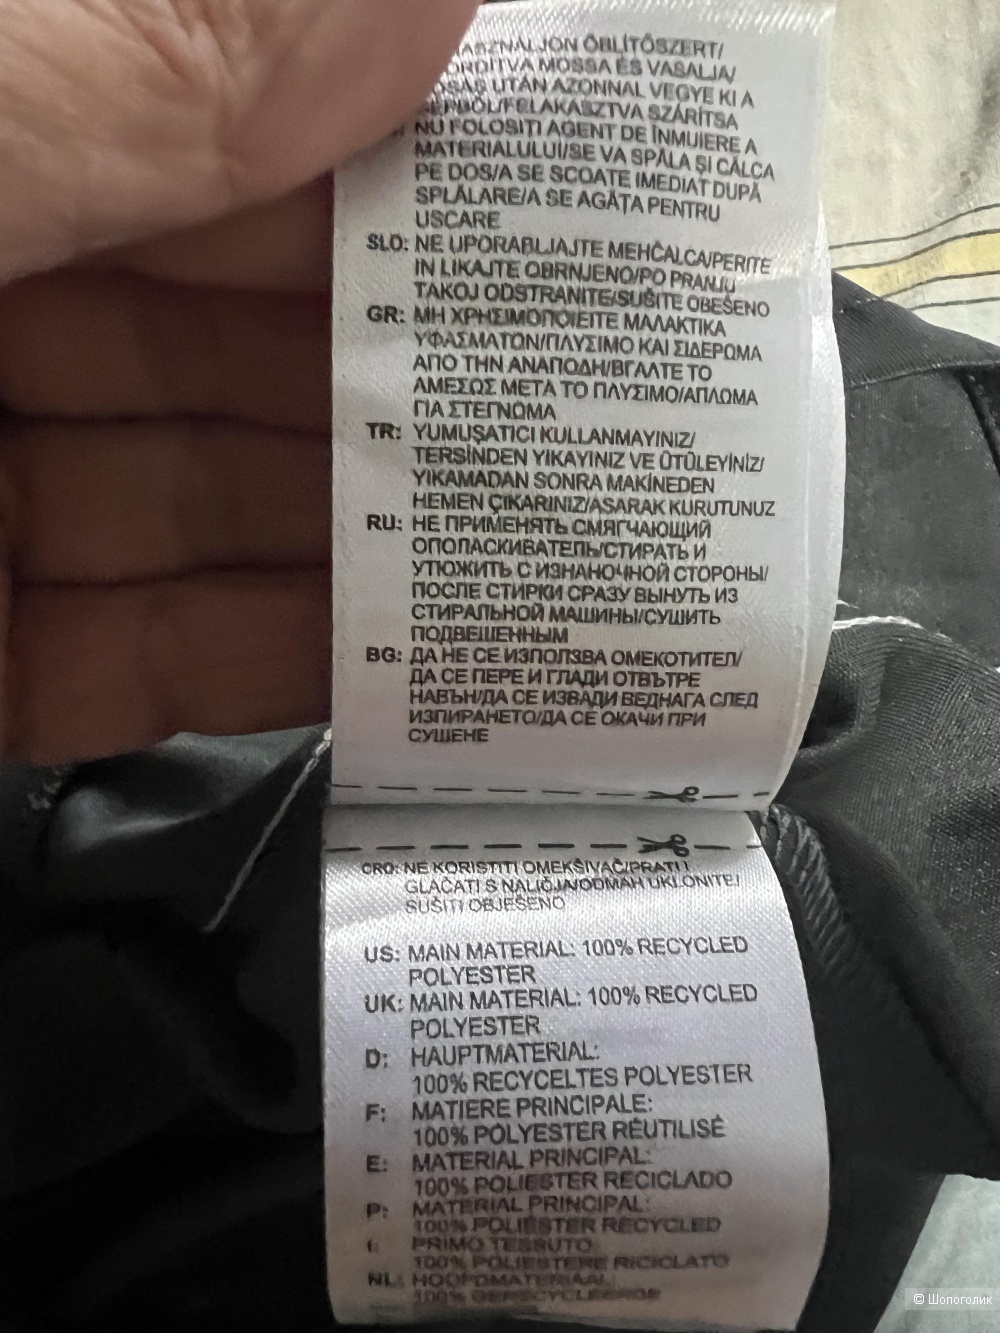 ÖBLÍTŐSZERT/
MOSSA ÉS VASALJA/
UTÁN AZONNAL VEGYE KI A
GÉPBŐL/FELAKASZTVA SZÁRÍTSA
NU FOLOSITI AGENT DE ÎNMUIERE A
MATERIALULUI/SE VA SPĂLA ȘI CĂLCA
PE DOS/A SE SCOATE IMEDIAT DUPĂ
SPLĂLARE/A SE AGĂȚA PENTRU
USCARE
SLO: NE UPORABLJAJTE MEHČALCA/PERITE
IN LIKAJTE OBRNJENO/PO PRANJU
TAKOJ ODSTRANITE/SUŠITE OBEŠENO
GR: ΜΗ ΧΡΗΣΙΜΟΠΟΙΕΙΤΕ ΜΑΛΑΚΤΙΚΑ
ΥΦΑΣΜΑΤΩΝ/ΠΛΥΣΙΜΟ ΚΑΙ ΣΙΔΕΡΩΜΑ
ΑΠΟ ΤΗΝ ΑΝΑΠΟΔΗ/ΒΓΑΛΤΕ ΤΟ
ΑΜΕΣΩΣ ΜΕΤΑ ΤΟ ΠΛΥΣΙΜΟ/ΑΠΛΩΜΑ
ΓΙΑ ΣΤΕΓΝΩΜΑ
TR: YUMUŞATICI KULLANMAYINIZ/
TERSİNDEN YIKAYINIZ VE ÜTÜLEYİNİZ/
YIKAMADAN SONRA MAKİNEDEN
HEMEN ÇIKARINIZ/ASARAK KURUTUNUZ
RU: НЕ ПРИМЕНЯТЬ СМЯГЧАЮЩИЙ
ОПОЛАСКИВАТЕЛЬ/СТИРАТЬ И
УТЮЖИТЬ С ИЗНАНОЧНОЙ СТОРОНЫ/
ПОСЛЕ СТИРКИ СРАЗУ ВЫНУТЬ ИЗ
СТИРАЛЬНОЙ МАШИНЫ/СУШИТЬ
ПОДВЕШЕННЫМ
BG: ДА НЕ СЕ ИЗПОЛЗВА ОМЕКОТИТЕЛ/
ДА СЕ ПЕРЕ И ГЛАДИ ОТВЪТРЕ
НАВЪН/ДА СЕ ИЗВАДИ ВЕДНАГА СЛЕД
ИЗПИРАНЕТО/ДА СЕ ОКАЧИ ПРИ
СУШЕНЕ
CRO: NE KORISTITI OMEKŠIVAČ/PRATI I
GLAČATI S NALIČJA/ODMAH UKLONITE/
SUŠITI OBJEŠENO
US: MAIN MATERIAL: 100% RECYCLED
POLYESTER
UK: MAIN MATERIAL: 100% RECYCLED
POLYESTER
D: HAUPTMATERIAL:
100% RECYCELTES POLYESTER
F: MATIERE PRINCIPALE:
100% POLYESTER RÉUTILISÉ
E: MATERIAL PRINCIPAL:
100% POLIÉSTER RECICLADO
P: MATERIAL PRINCIPAL:
100% POLIÉSTER RECYCLED
I: PRIMO TESSUTO:
100% POLIESTERE RICICLATO
NL: HOOFDMATERIAAL:
100% GERECYCLEERDE
© Шопоголик